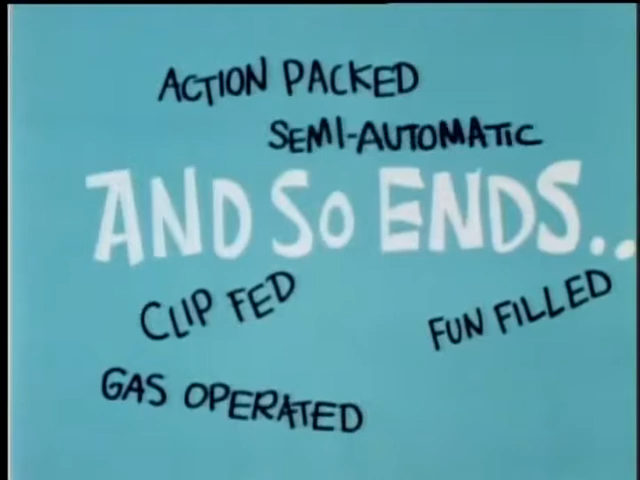 ACTION PACKED
SEMI-AUTOMATIC
AND SO ENDS..
CLIP FED
FUN FILLED
GAS OPERATED